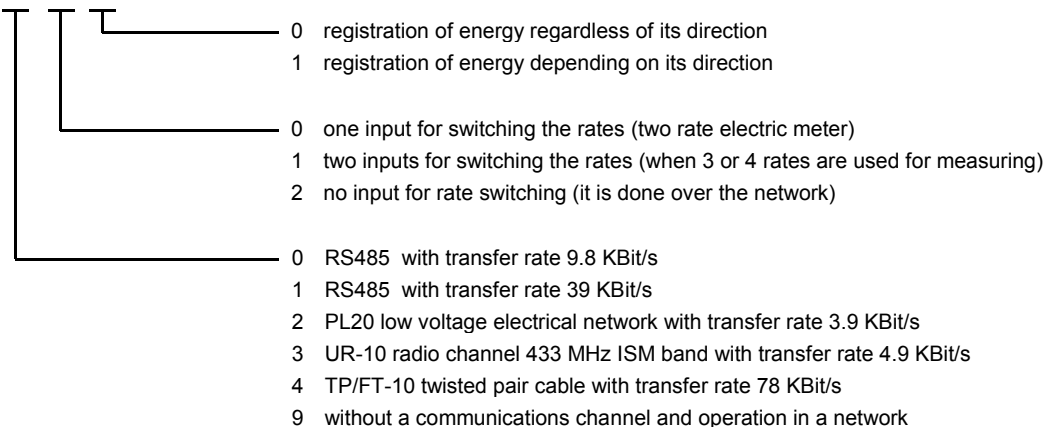 0 registration of energy regardless of its direction
1 registration of energy depending on its direction
0 one input for switching the rates (two rate electric meter)
1 two inputs for switching the rates (when 3 or 4 rates are used for measuring)
2 no input for rate switching (it is done over the network)
0 RS485 with transfer rate 9.8 KBit/s
1 RS485 with transfer rate 39 KBit/s
2 PL20 low voltage electrical network with transfer rate 3.9 KBit/s
3 UR-10 radio channel 433 MHz ISM band with transfer rate 4.9 KBit/s
4 TP/FT-10 twisted pair cable with transfer rate 78 KBit/s
9 without a communications channel and operation in a network